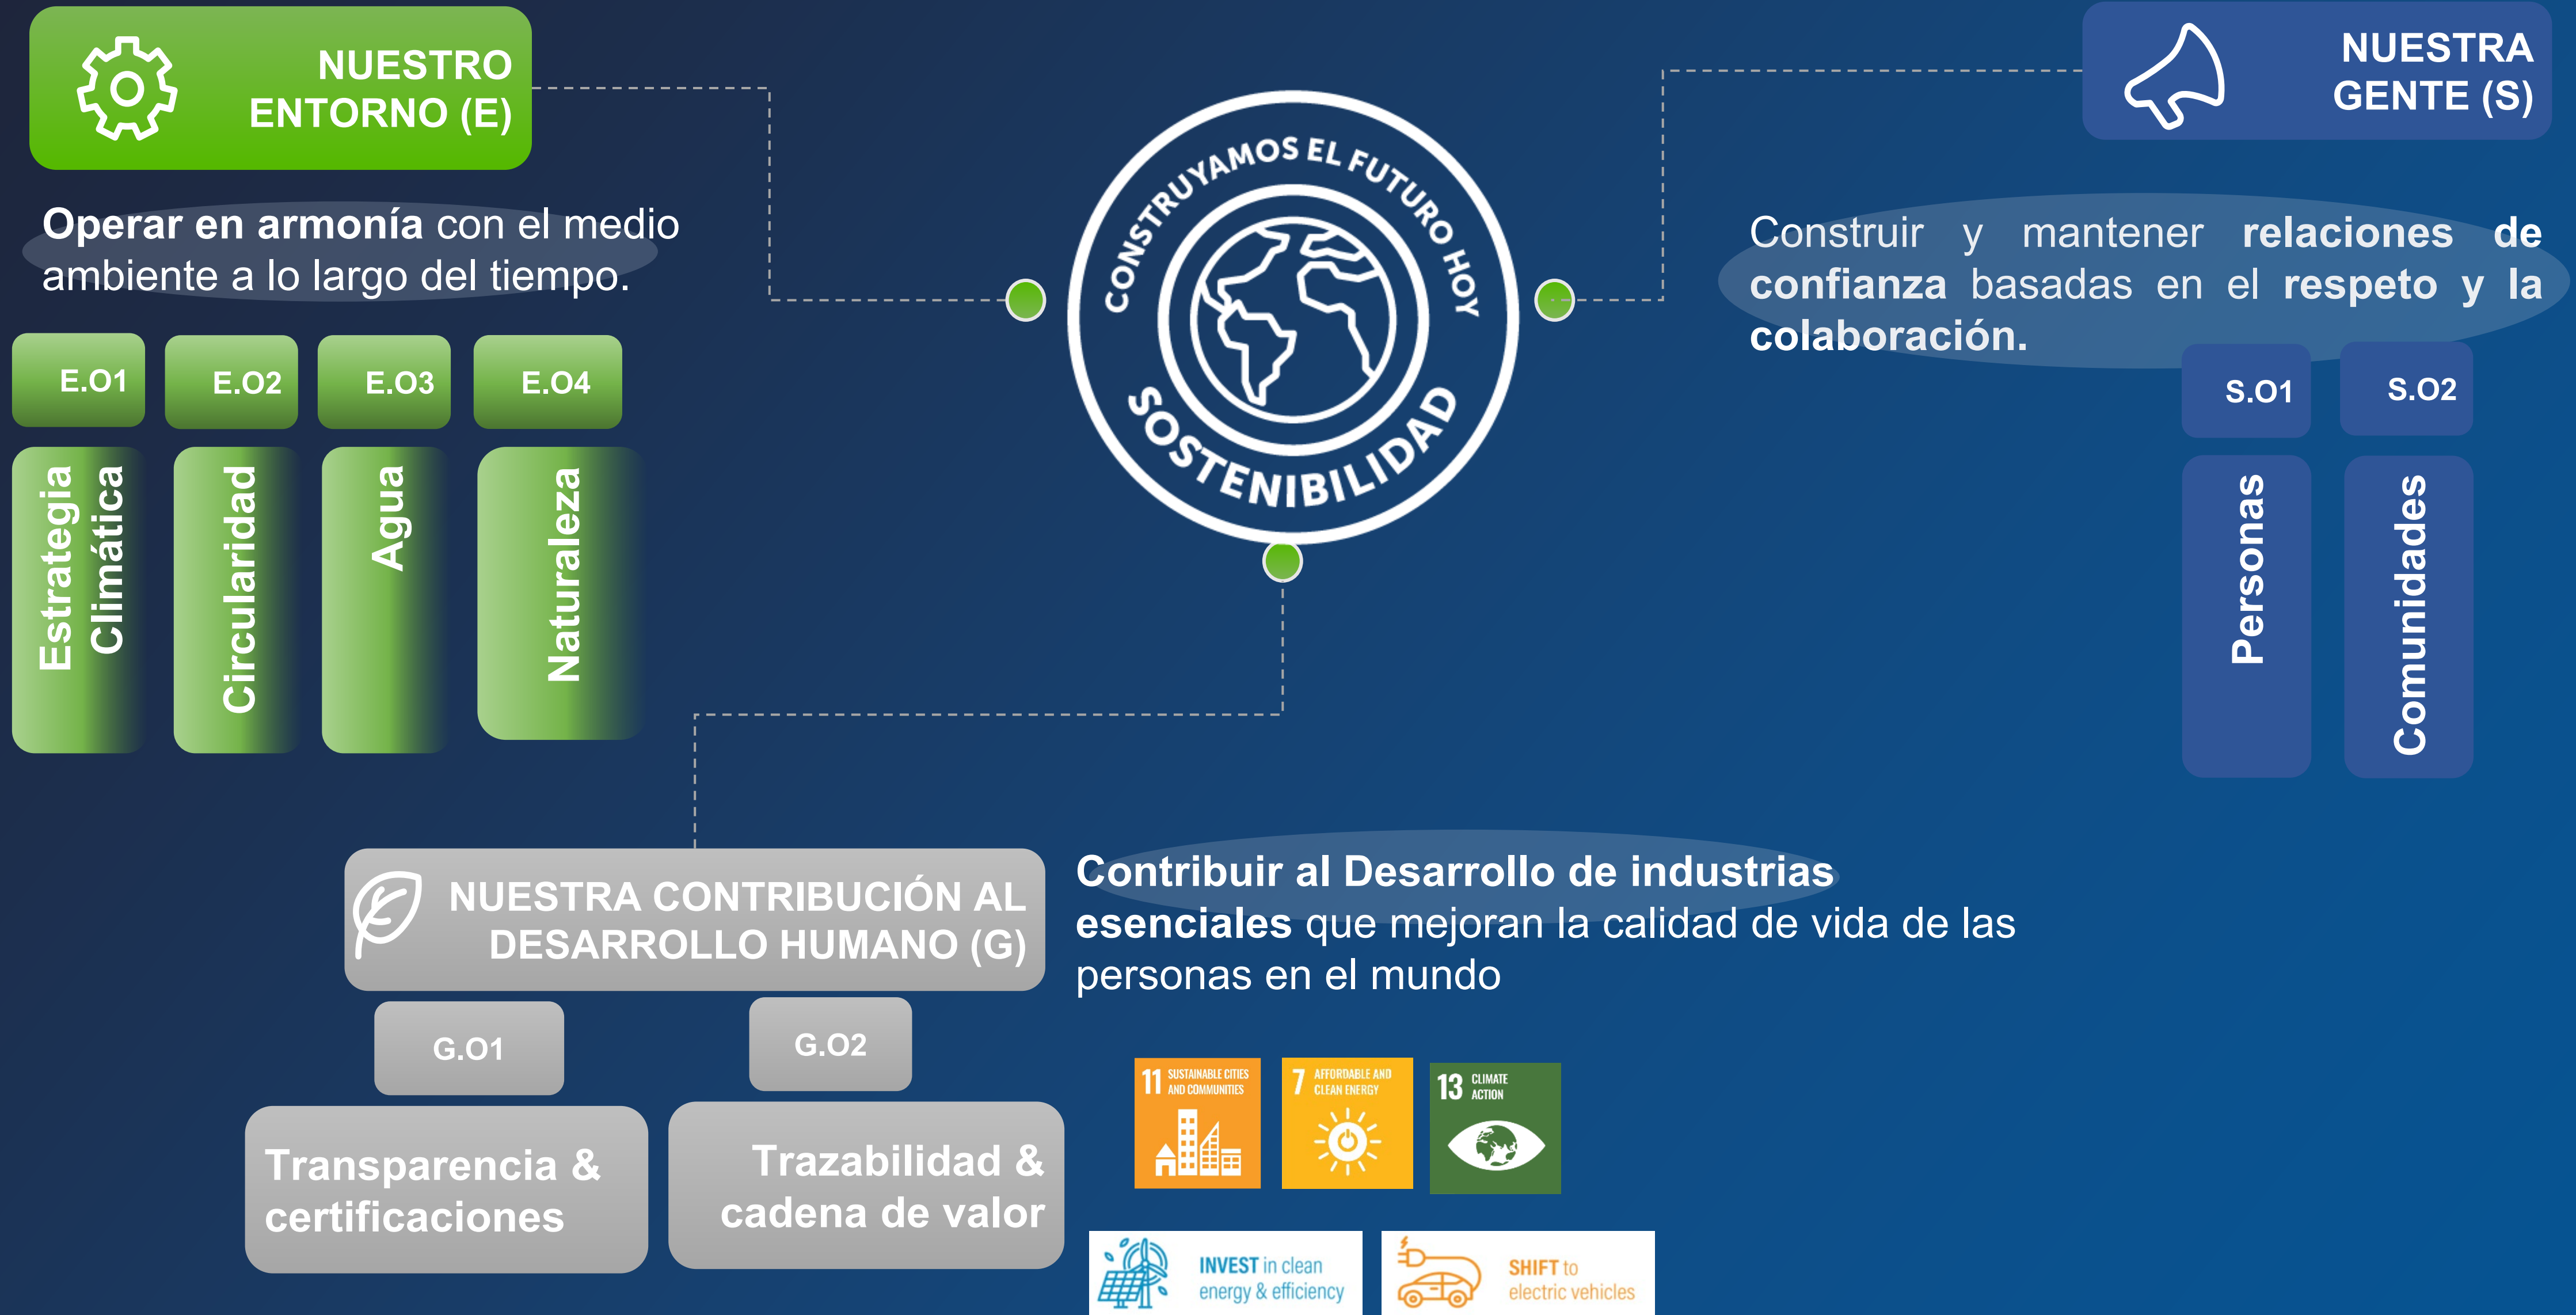 NUESTRO
ENTORNO (E)
Operar en armonía con el medio
ambiente a lo largo del tiempo.
E.O1
E.O2
E.O3
E.O4
Estrategia
Climática
Circularidad
Agua
Naturaleza
CONSTRUYAMOS EL FUTURO HOY
SOSTENIBILIDAD
NUESTRA
GENTE (S)
Construir y mantener relaciones de
confianza basadas en el respeto y la
colaboración.
S.O1
S.O2
Personas
Comunidades
NUESTRA CONTRIBUCIÓN AL
DESARROLLO HUMANO (G)
Contribuir al Desarrollo de industrias
esenciales que mejoran la calidad de vida de las
personas en el mundo
G.O1
G.O2
Transparencia &
certificaciones
Trazabilidad &
cadena de valor
11 SUSTAINABLE CITIES
AND COMMUNITIES
7 AFFORDABLE AND
CLEAN ENERGY
13 CLIMATE
ACTION
INVEST in clean
energy & efficiency
SHIFT to
electric vehicles